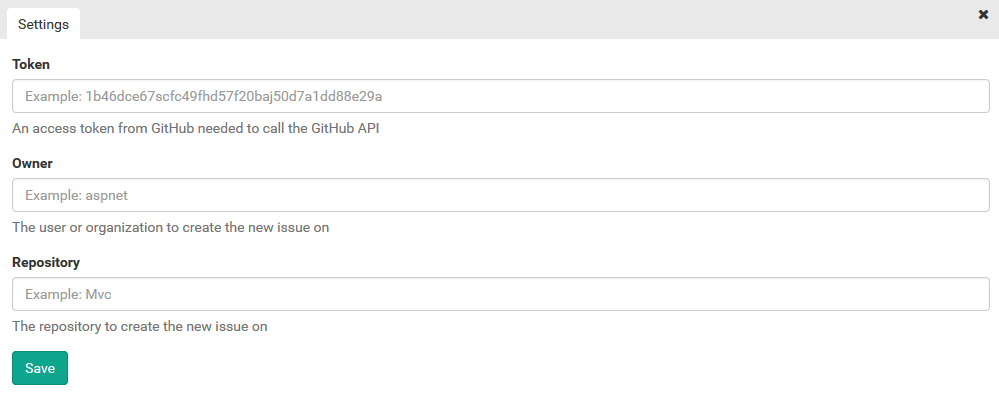 Settings
Token
Example: 1b46dce67scfc49fhd57f20baj50d7a1dd88e29a
An access token from GitHub needed to call the GitHub API
Owner
Example: aspnet
The user or organization to create the new issue on
Repository
Example: Mvc
The repository to create the new issue on
Save